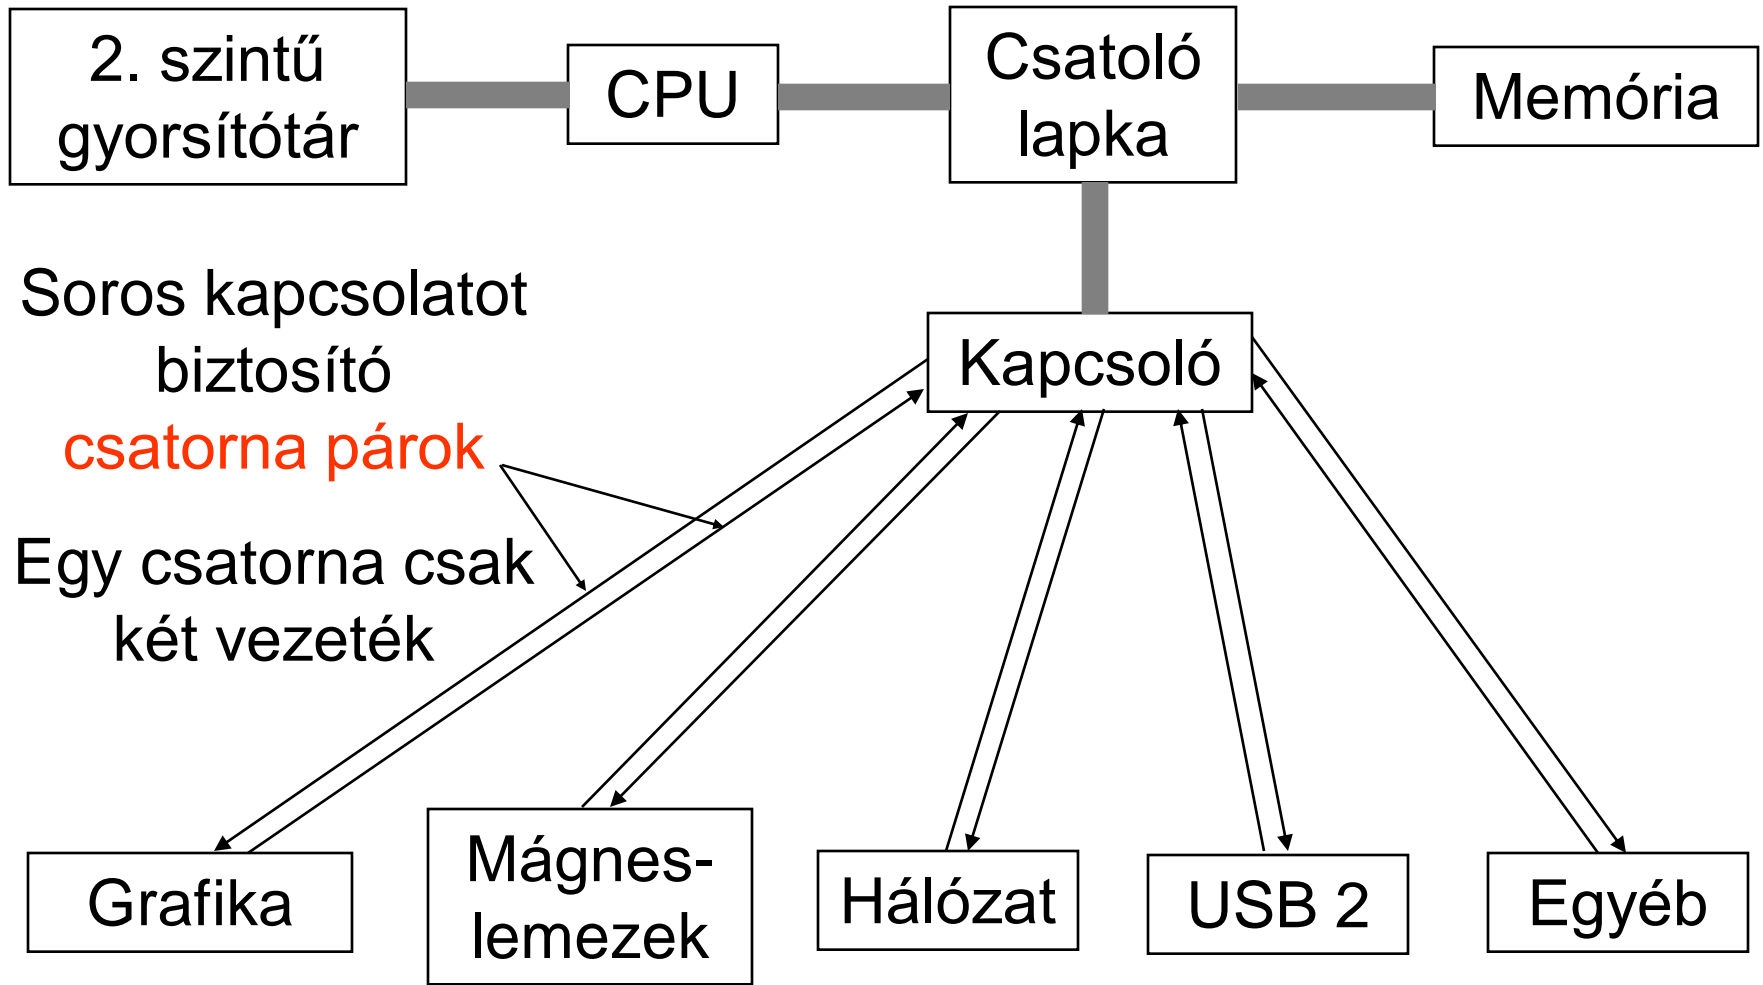 2. szintű
gyorsítótár
CPU
Csatoló
lapka
Memória
Soros kapcsolatot
biztosító
csatorna párok
Egy csatorna csak
két vezeték
Kapcsoló
Grafika
Mágnes-
lemezek
Hálózat
USB 2
Egyéb